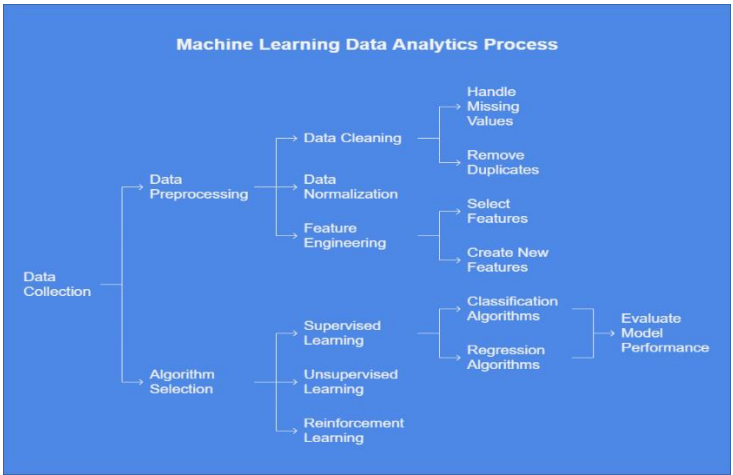 Machine Learning Data Analytics Process
Handle
Missing
Values
Data Cleaning
Remove
Duplicates
Data
Preprocessing
Data
Normalization
Select
Features
Feature
Engineering
Create New
Features
Data
Collection
Classification
Algorithms
Supervised
Learning
Evaluate
Model
Performance
Regression
Algorithms
Algorithm
Selection
Unsupervised
Learning
Reinforcement
Learning